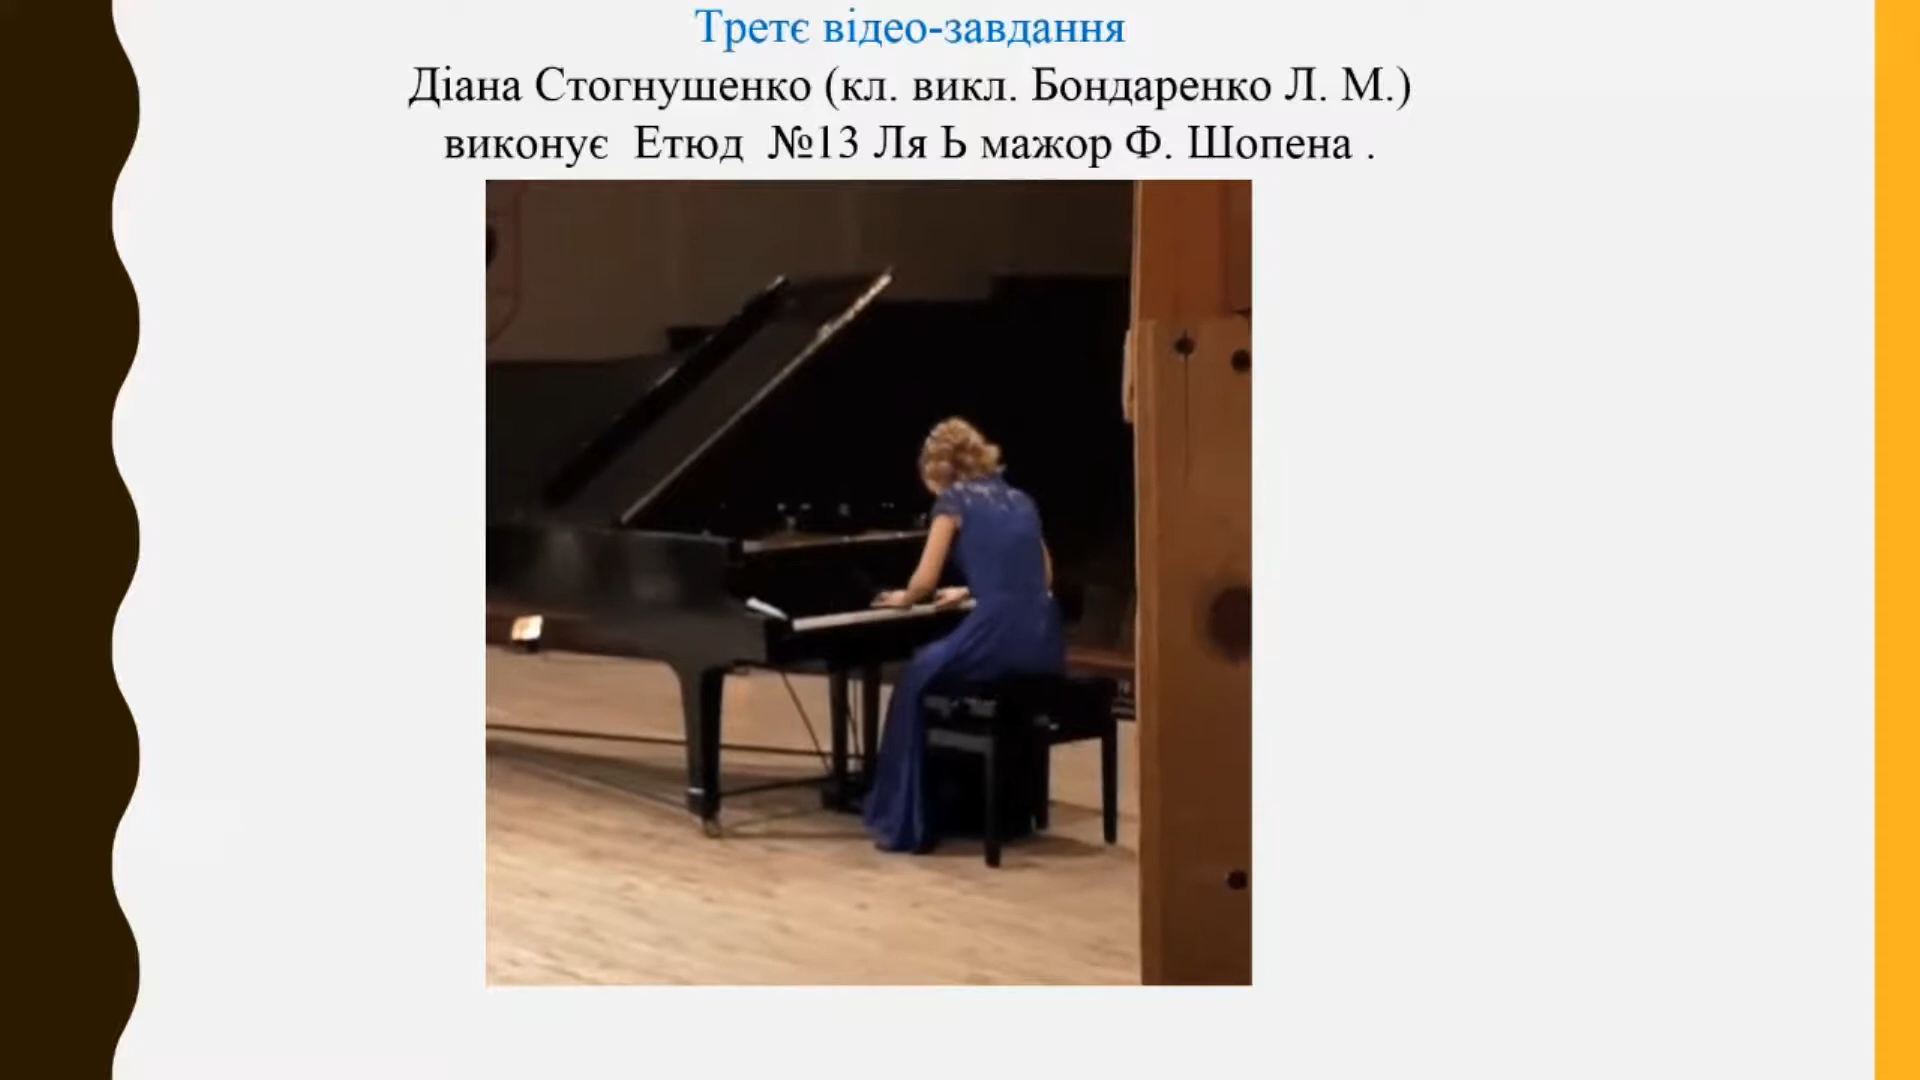 Третє відео-завдання
Діана Стогнушенко (кл. викл. Бондаренко Л. М.)
виконує Етюд №13 Ля Ь мажор Ф. Шопена .